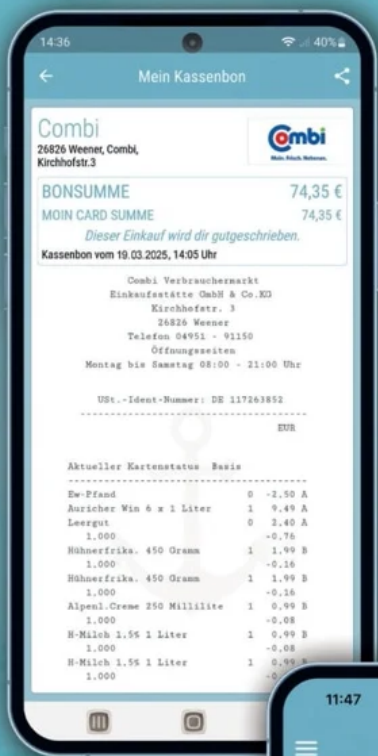 14:36 40%
Mein Kassenbon
Combi
26826 Weener, Combi,
Kirchhofstr.3
Combi
BONSUMME 74,35 €
MOIN CARD SUMME 74,35 €
Dieser Einkauf wird dir gutgeschrieben.
Kassenbon vom 19.03.2025, 14:05 Uhr
Combi Verbrauchermarkt
Einkaufsstätte GmbH & Co.KG
Kirchhofstr. 3
26826 Weener
Telefon 04951 - 91150
Öffnungszeiten
Montag bis Samstag 08:00 - 21:00 Uhr
USt.-Ident-Nummer: DE 117263852
EUR
Aktueller Kartenstatus Basis
Ew-Pfand 0 -2,50 A
Auricher Win 6 x 1 Liter 1 9,49 A
Leergut 0 2,40 A
1,000 -0,76
Hühnerfrika. 450 Gramm 1 1,99 B
1,000 -0,16
Hühnerfrika. 450 Gramm 1 1,99 B
1,000 -0,16
Alpenl.Creme 250 Millilite 1 0,99 B
1,000 -0,08
H-Milch 1,5% 1 Liter 1 0,99 B
1,000 -0,08
H-Milch 1,5% 1 Liter 1 0,99
1,000
11:47